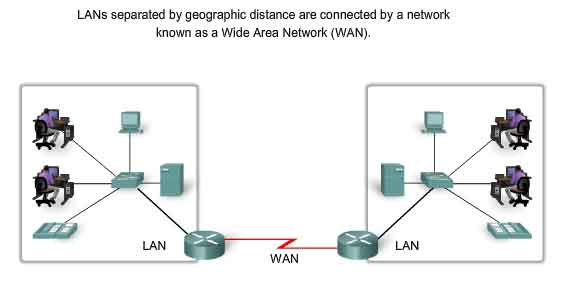 LANs separated by geographic distance are connected by a network
known as a Wide Area Network (WAN).
LAN
WAN
LAN